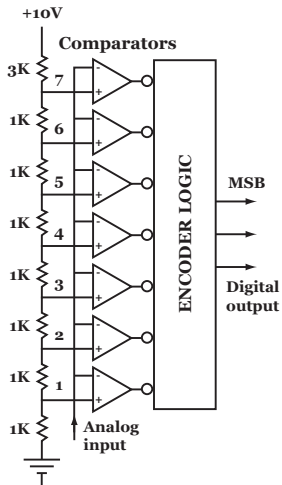 +10V
Comparators
3K
7
-
+
1K
6
-
+
1K
5
-
+
1K
4
-
+
1K
3
-
+
1K
2
-
+
1K
1
-
+
1K
ENCODER LOGIC
MSB
Digital
output
Analog
input